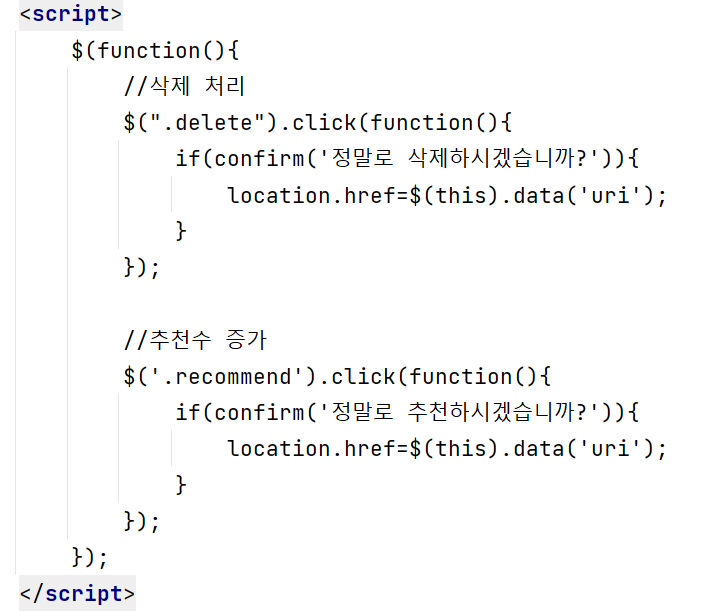 <script>
$(function(){
//삭제 처리
$(".delete").click(function(){
if(confirm('정말로 삭제하시겠습니까?')){
location.href=$(this).data('uri');
}
});
//추천수 증가
$('.recommend').click(function(){
if(confirm('정말로 추천하시겠습니까?')){
location.href=$(this).data('uri');
}
});
});
</script>